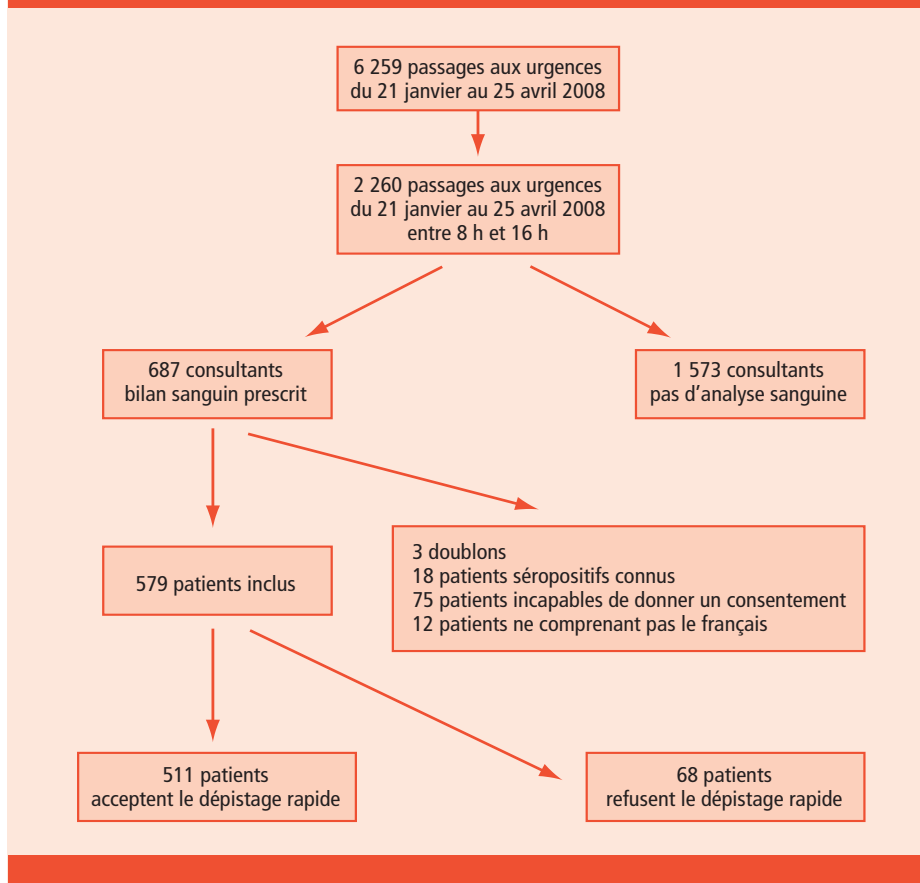 6 259 passages aux urgences
du 21 janvier au 25 avril 2008
2 260 passages aux urgences
du 21 janvier au 25 avril 2008
entre 8 h et 16 h
687 consultants
bilan sanguin prescrit
1 573 consultants
pas d’analyse sanguine
579 patients inclus
3 doublons
18 patients séropositifs connus
75 patients incapables de donner un consentement
12 patients ne comprenant pas le français
511 patients
acceptent le dépistage rapide
68 patients
refusent le dépistage rapide